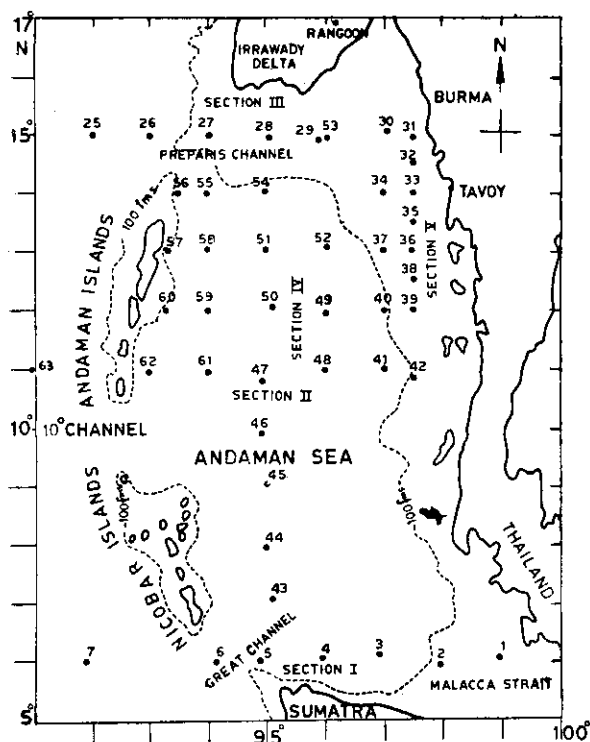 17°
N
RANGOON
IRRAWADY
DELTA
N
BURMA
SECTION III
25 26 27 28 29 53 30 31
15°
PREPARIS CHANNEL
32
56 55 54 34 33
TAVOY
100 fms
35
57 58 51 52 37 36
SECTION V
38
ANDAMAN ISLANDS
60 59 50 49 40 39
SECTION IV
63 62 61 47 48 41 42
SECTION II
46
10° 10° CHANNEL
ANDAMAN SEA
45
100fms
100fms
NICOBAR ISLANDS
44
THAILAND
43
7 6 5 4 3 2 1
GREAT CHANNEL
SECTION I
MALACCA STRAIT
5°
SUMATRA
95°
100°